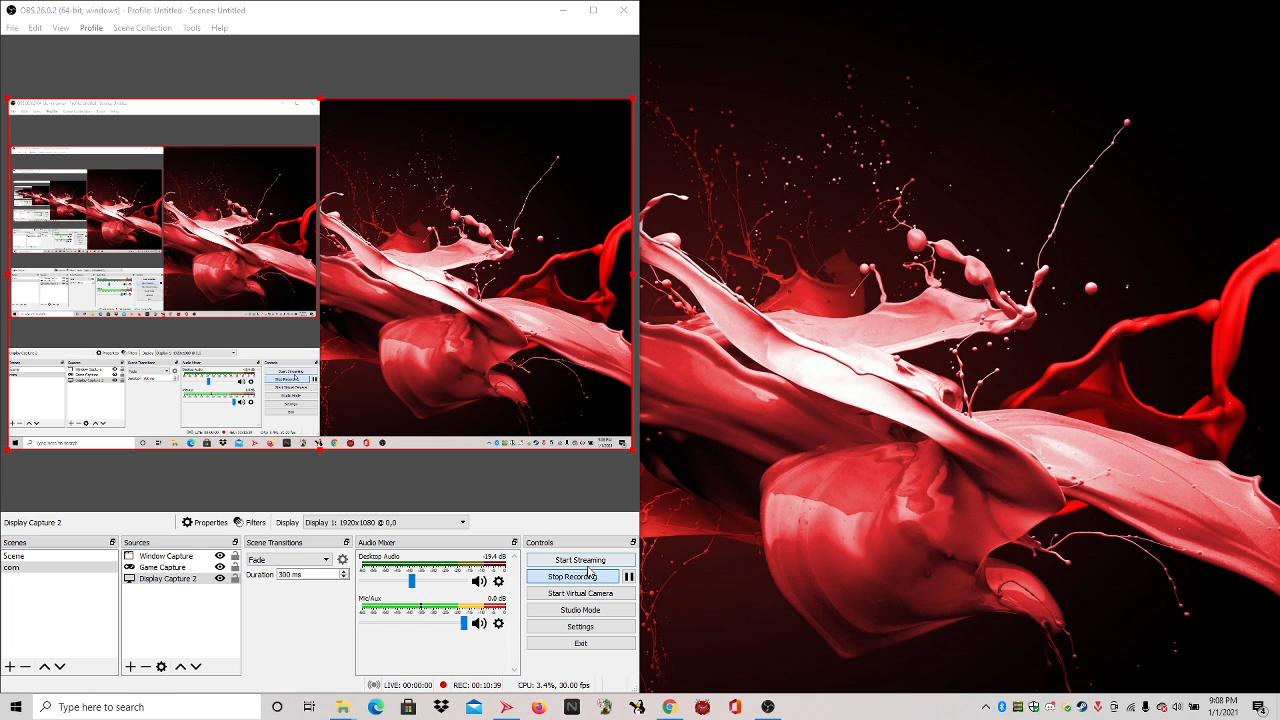 OBS 26.0.2 (64-bit, windows) - Profile: Untitled - Scenes: Untitled
File Edit View Profile Scene Collection Tools Help
Display Capture 2 Properties Filters Display Display 1: 1920x1080 @ 0,0
Scenes Sources Scene Transitions Audio Mixer Controls
Scene
com
Window Capture
Game Capture
Display Capture 2
Fade
Duration 300 ms
Desktop Audio -19.4 dB
Mic/Aux 0.0 dB
Start Streaming
Stop Recording
Start Virtual Camera
Studio Mode
Settings
Exit
LIVE: 00:00:00 REC: 00:10:39 CPU: 3.4%, 30.00 fps
Type here to search
9:08 PM
1/1/2021